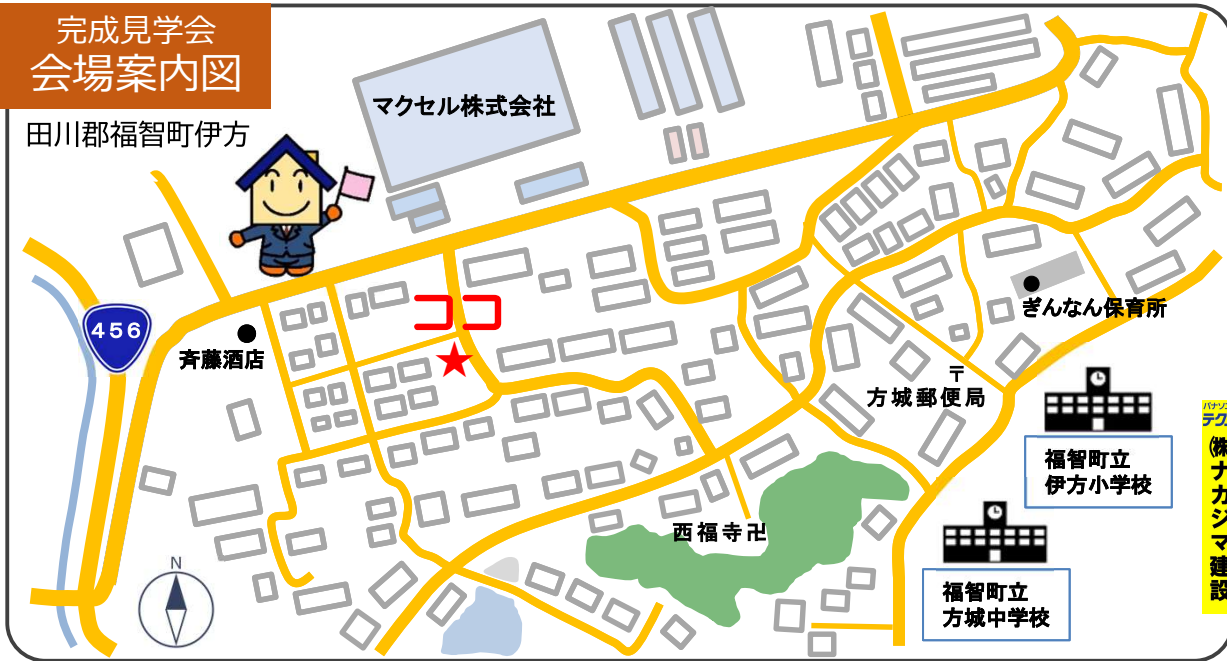 完成見学会
会場案内図
田川郡福智町伊方
マクセル株式会社
456
斉藤酒店
ココ
ぎんなん保育所
〒
方城郵便局
福智町立
伊方小学校
福智町立
方城中学校
西福寺卍
N
ナカジマ建設